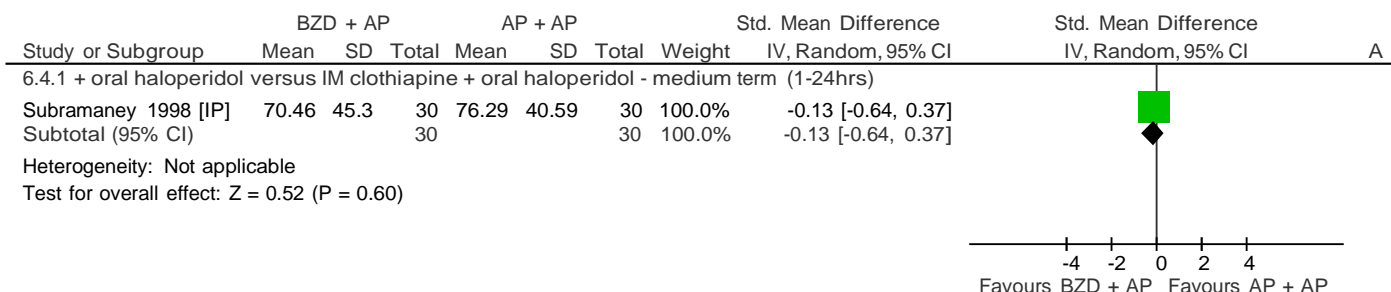 BZD + AP AP + AP Std. Mean Difference Std. Mean Difference
Study or Subgroup Mean SD Total Mean SD Total Weight IV, Random, 95% CI IV, Random, 95% CI A
6.4.1 + oral haloperidol versus IM clothiapine + oral haloperidol - medium term (1-24hrs)
Subramaney 1998 [IP] 70.46 45.3 30 76.29 40.59 30 100.0% -0.13 [-0.64, 0.37]
Subtotal (95% CI) 30 30 100.0% -0.13 [-0.64, 0.37]
Heterogeneity: Not applicable
Test for overall effect: Z = 0.52 (P = 0.60)
-4 -2 0 2 4
Favours BZD + AP Favours AP + AP